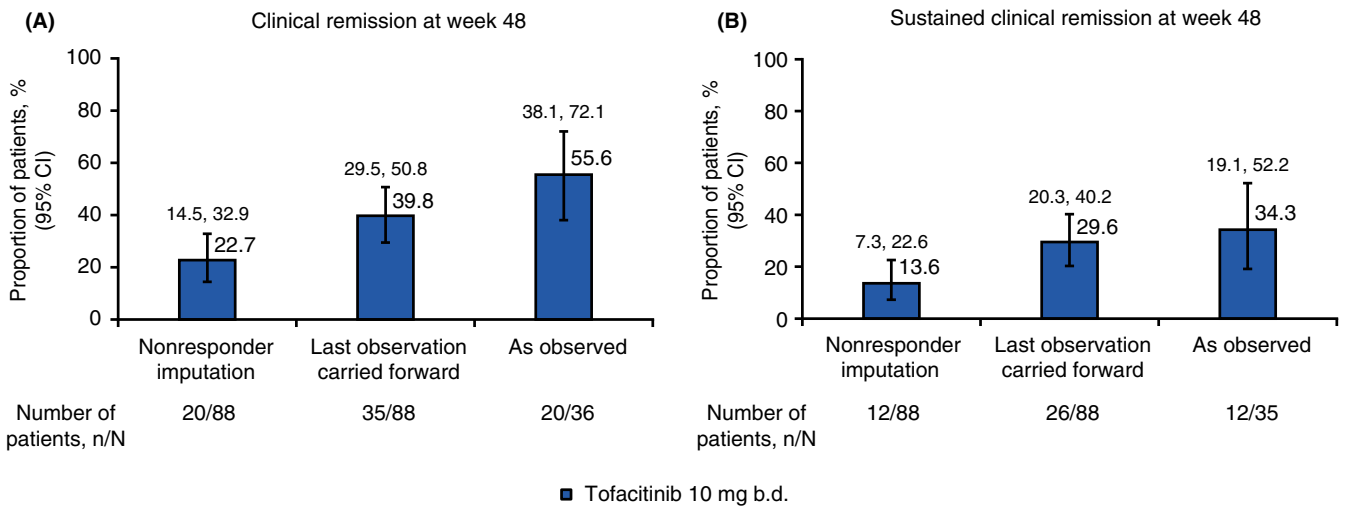 (A)
Clinical remission at week 48
Proportion of patients, %
(95% CI)
100
80
60
40
20
0
14.5, 32.9
22.7
29.5, 50.8
39.8
38.1, 72.1
55.6
Nonresponder
imputation
Last observation
carried forward
As observed
Number of
patients, n/N
20/88
35/88
20/36
(B)
Sustained clinical remission at week 48
Proportion of patients, %
(95% CI)
100
80
60
40
20
0
7.3, 22.6
13.6
20.3, 40.2
29.6
19.1, 52.2
34.3
Nonresponder
imputation
Last observation
carried forward
As observed
Number of
patients, n/N
12/88
26/88
12/35
Tofacitinib 10 mg b.d.